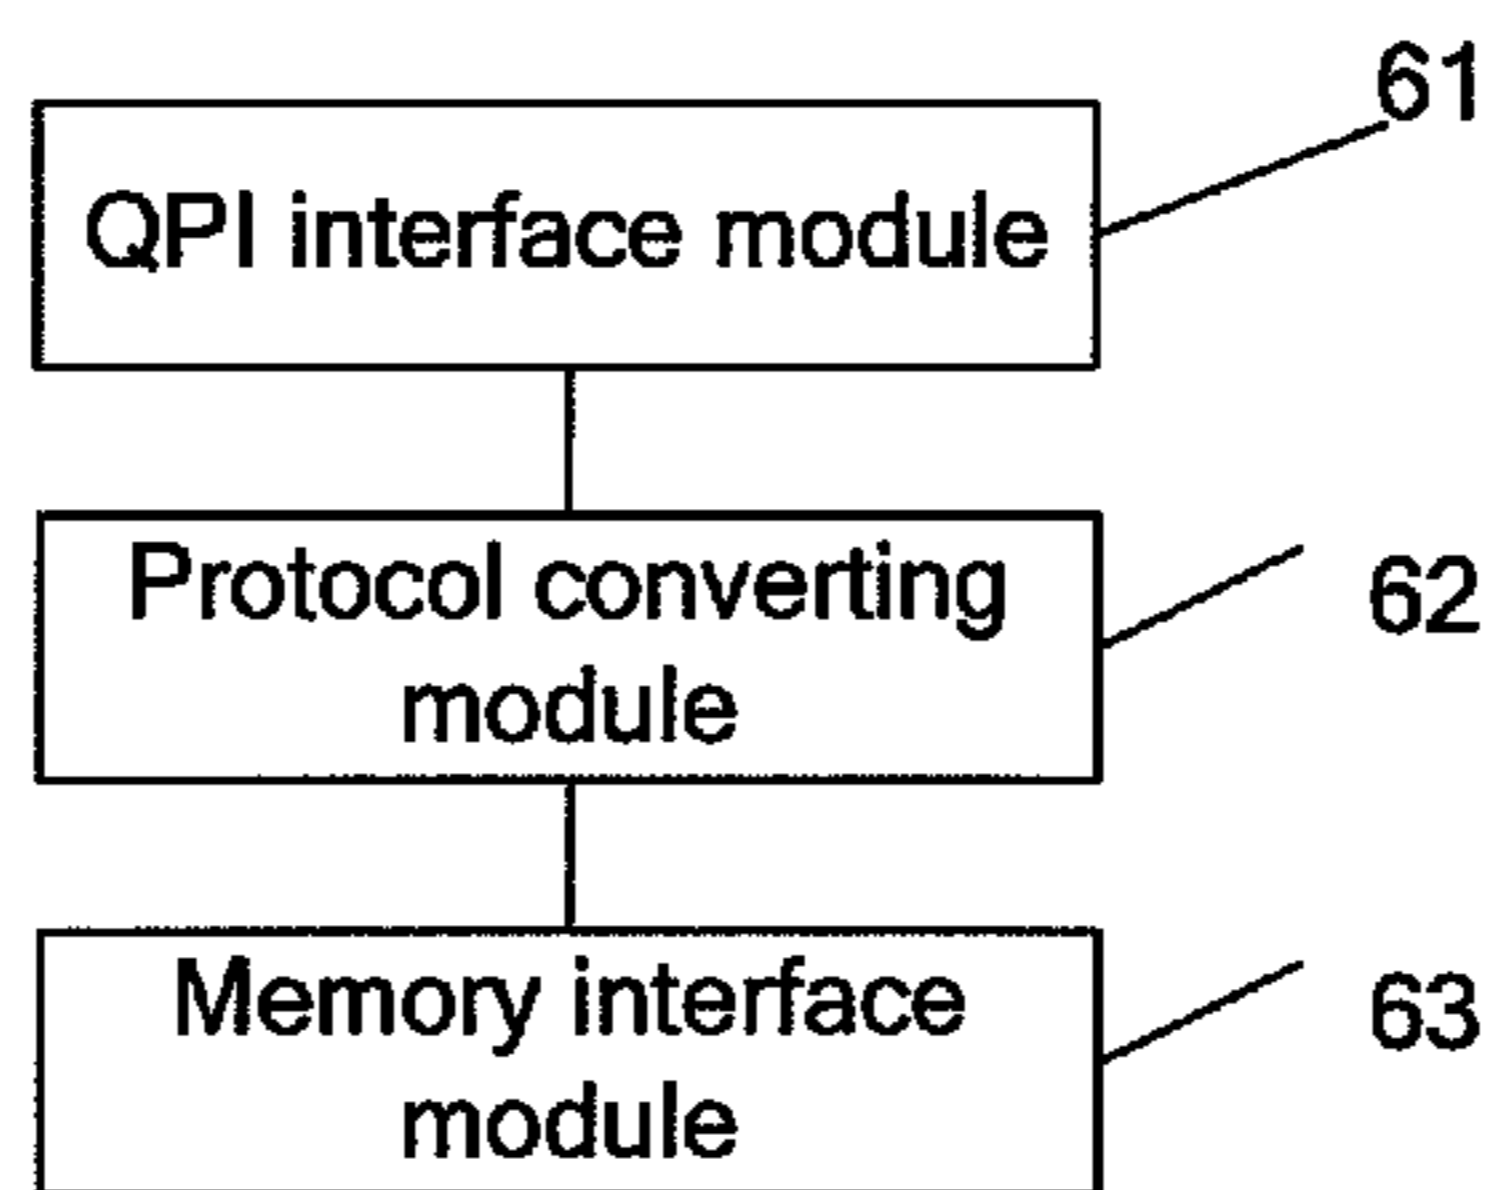 61
QPI interface module
Protocol converting
module
62
Memory interface
module
63